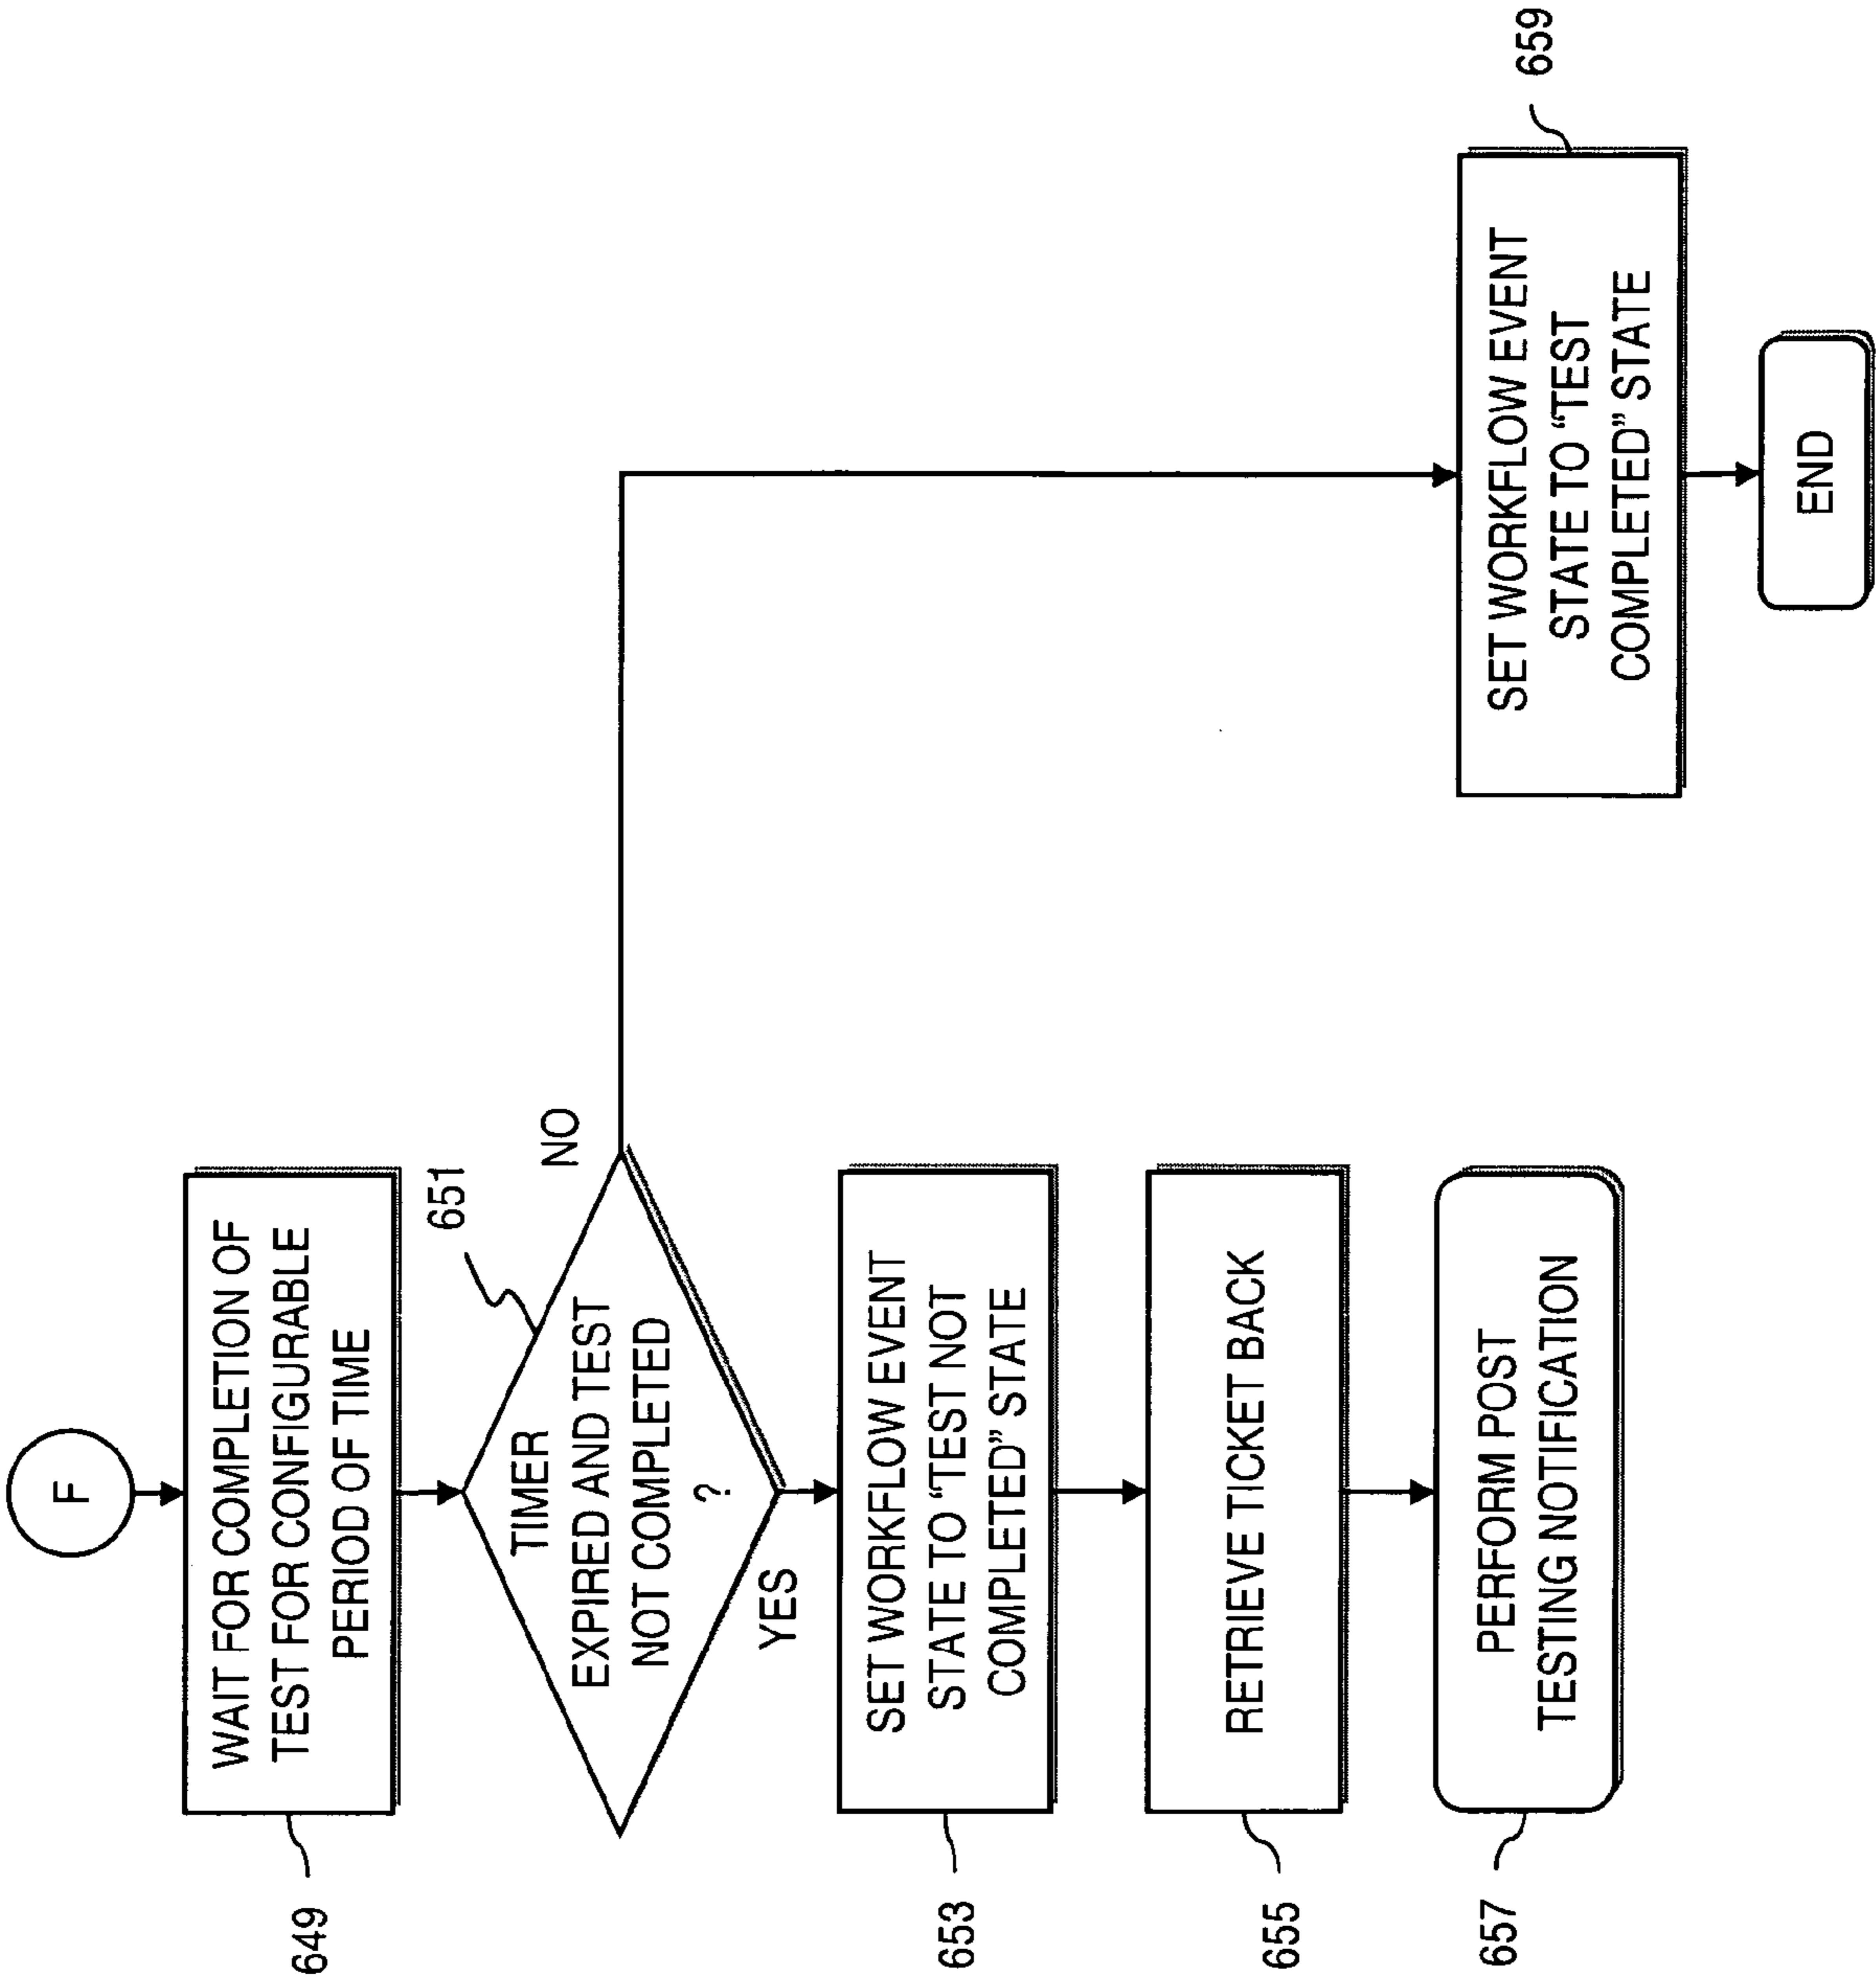 F
WAIT FOR COMPLETION OF
TEST FOR CONFIGURABLE
PERIOD OF TIME
649
651
TIMER
EXPIRED AND TEST
NOT COMPLETED
?
NO
YES
SET WORKFLOW EVENT
STATE TO “TEST NOT
COMPLETED” STATE
653
RETRIEVE TICKET BACK
655
PERFORM POST
TESTING NOTIFICATION
657
SET WORKFLOW EVENT
STATE TO “TEST
COMPLETED” STATE
659
END